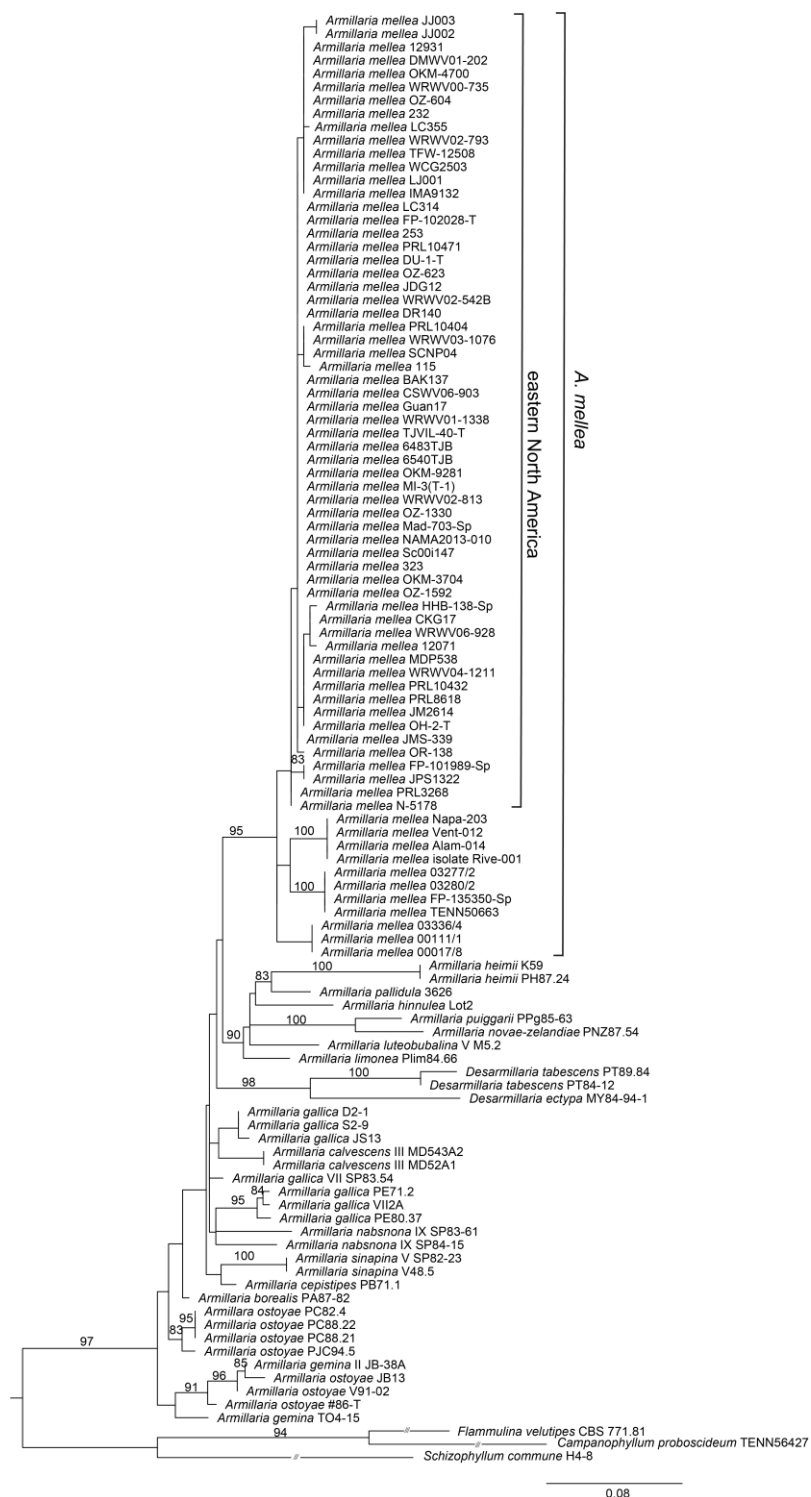 Armillaria mellea JJ003
Armillaria mellea JJ002
Armillaria mellea 12931
Armillaria mellea DMWV01-202
Armillaria mellea OKM-4700
Armillaria mellea WRWV00-735
Armillaria mellea OZ-604
Armillaria mellea 232
Armillaria mellea LC355
Armillaria mellea WRWV02-793
Armillaria mellea TFW-12508
Armillaria mellea WCG2503
Armillaria mellea LJ001
Armillaria mellea IMA9132
Armillaria mellea LC314
Armillaria mellea FP-102028-T
Armillaria mellea 253
Armillaria mellea PRL10471
Armillaria mellea DU-1-T
Armillaria mellea OZ-623
Armillaria mellea JDG12
Armillaria mellea WRWV02-542B
Armillaria mellea DR140
Armillaria mellea PRL10404
Armillaria mellea WRWV03-1076
Armillaria mellea SCNP04
Armillaria mellea 115
Armillaria mellea BAK137
Armillaria mellea CSWV06-903
Armillaria mellea Guan17
Armillaria mellea WRWV01-1338
Armillaria mellea TJVIL-40-T
Armillaria mellea 6483TJB
Armillaria mellea 6540TJB
Armillaria mellea OKM-9281
Armillaria mellea MI-3(T-1)
Armillaria mellea WRWV02-813
Armillaria mellea OZ-1330
Armillaria mellea Mad-703-Sp
Armillaria mellea NAMA2013-010
Armillaria mellea Sc00i147
Armillaria mellea 323
Armillaria mellea OKM-3704
Armillaria mellea OZ-1592
Armillaria mellea HHB-138-Sp
Armillaria mellea CKG17
Armillaria mellea WRWV06-928
Armillaria mellea 12071
Armillaria mellea MDP538
Armillaria mellea WRWV04-1211
Armillaria mellea PRL10432
Armillaria mellea PRL8618
Armillaria mellea JM2614
Armillaria mellea OH-2-T
Armillaria mellea JMS-339
Armillaria mellea OR-138
83
Armillaria mellea FP-101989-Sp
Armillaria mellea JPS1322
Armillaria mellea PRL3268
Armillaria mellea N-5178
eastern North America
A. mellea
95
100
Armillaria mellea Napa-203
Armillaria mellea Vent-012
Armillaria mellea Alam-014
Armillaria mellea isolate Rive-001
100
Armillaria mellea 03277/2
Armillaria mellea 03280/2
Armillaria mellea FP-135350-Sp
Armillaria mellea TENN50663
Armillaria mellea 03336/4
Armillaria mellea 00111/1
Armillaria mellea 00017/8
100
Armillaria heimii K59
Armillaria heimii PH87.24
83
Armillaria pallidula 3626
Armillaria hinnulea Lot2
100
Armillaria puiggarii PPg85-63
Armillaria novae-zelandiae PNZ87.54
90
Armillaria luteobubalina V M5.2
Armillaria limonea Plim84.66
98
100
Desarmillaria tabescens PT89.84
Desarmillaria tabescens PT84-12
Desarmillaria ectypa MY84-94-1
Armillaria gallica D2-1
Armillaria gallica S2-9
Armillaria gallica JS13
Armillaria calvescens III MD543A2
Armillaria calvescens III MD52A1
Armillaria gallica VII SP83.54
95
84
Armillaria gallica PE71.2
Armillaria gallica VII2A
Armillaria gallica PE80.37
Armillaria nabsnona IX SP83-61
Armillaria nabsnona IX SP84-15
100
Armillaria sinapina V SP82-23
Armillaria sinapina V48.5
Armillaria cepistipes PB71.1
Armillaria borealis PA87-82
95
Armillara ostoyae PC82.4
Armillaria ostoyae PC88.22
83
Armillaria ostoyae PC88.21
Armillaria ostoyae PJC94.5
97
85
Armillaria gemina II JB-38A
96
Armillaria ostoyae JB13
91
Armillaria ostoyae V91-02
Armillaria ostoyae #86-T
Armillaria gemina TO4-15
94
Flammulina velutipes CBS 771.81
Campanophyllum proboscideum TENN56427
Schizophyllum commune H4-8
0.08